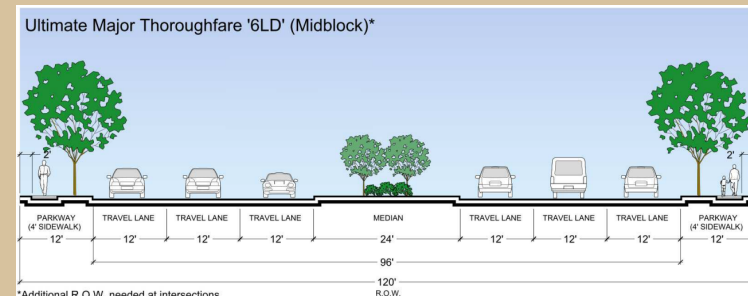 Ultimate Major Thoroughfare '6LD' (Midblock)*
2' 2'
PARKWAY TRAVEL LANE TRAVEL LANE TRAVEL LANE MEDIAN TRAVEL LANE TRAVEL LANE TRAVEL LANE PARKWAY
(4' SIDEWALK) (4' SIDEWALK)
12' 12' 12' 12' 24' 12' 12' 12' 12'
96'
120'
*Additional R.O.W. needed at intersections R.O.W.